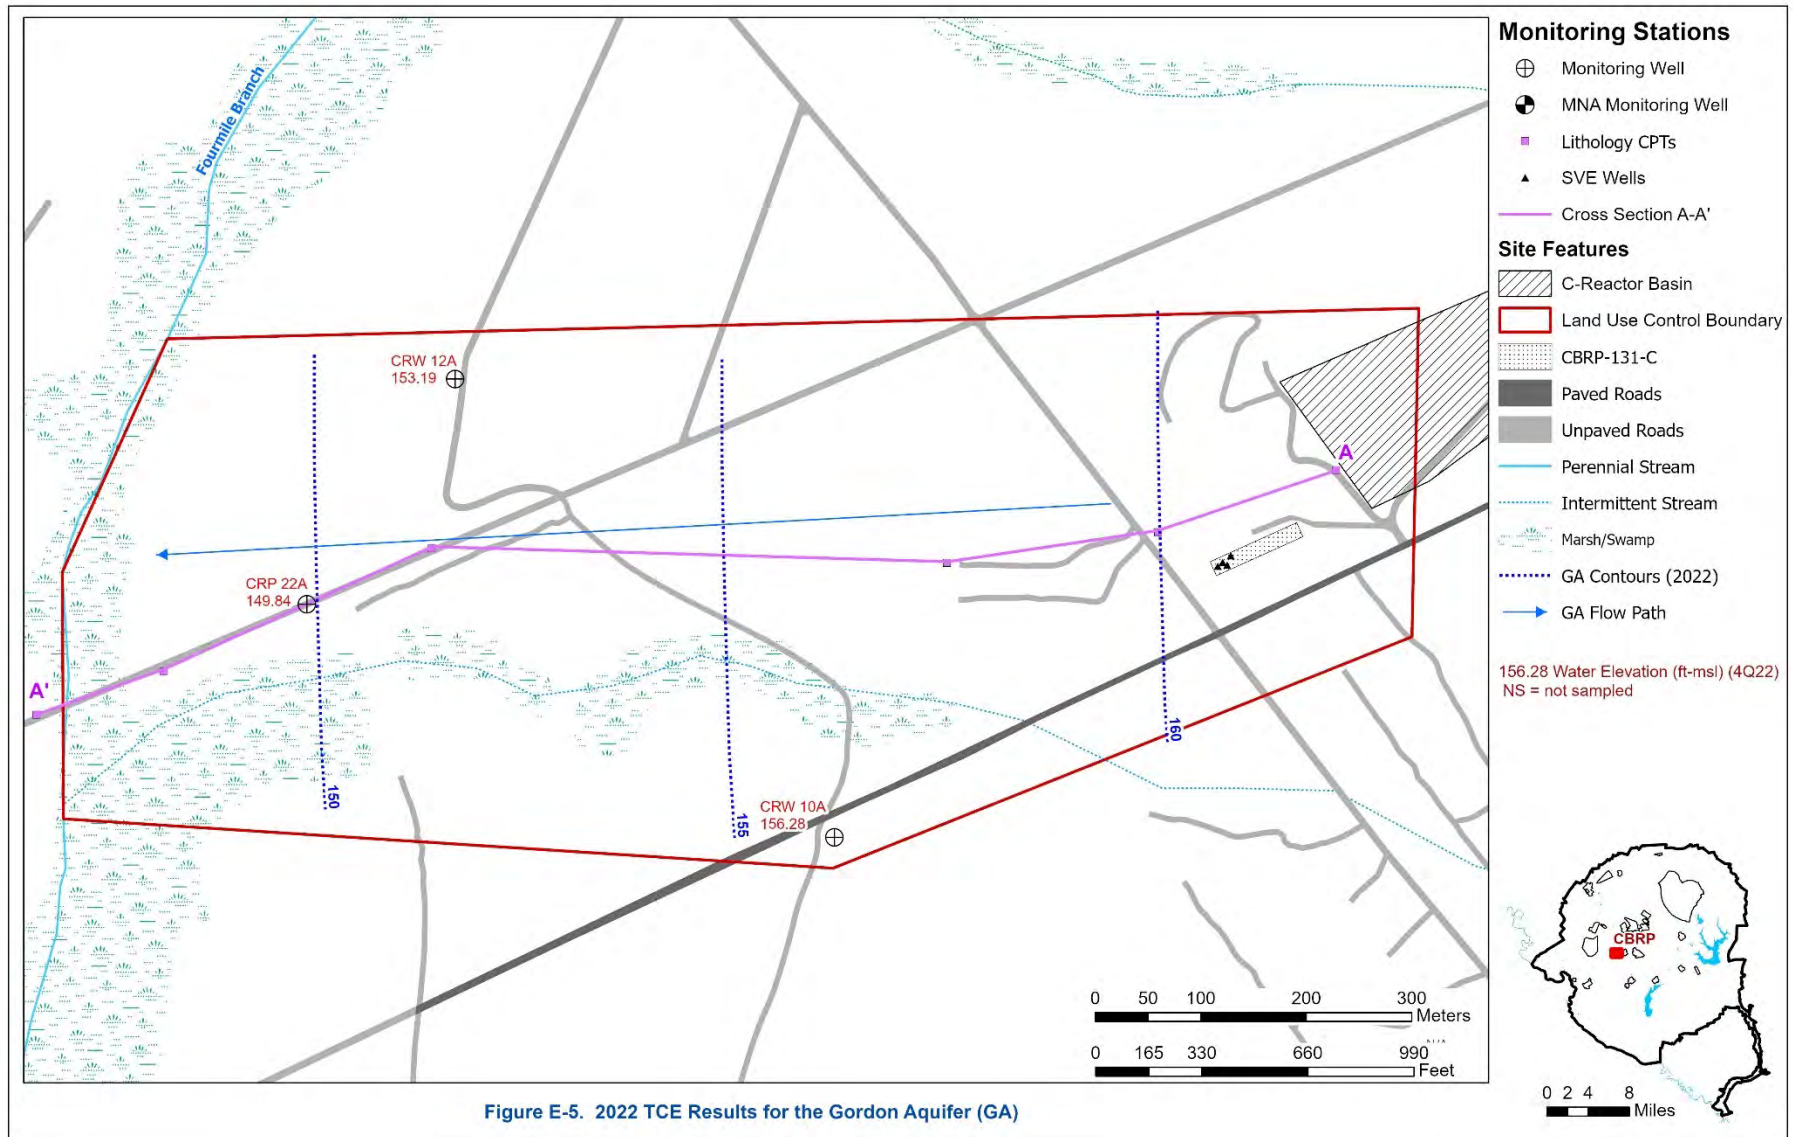 Fourmile Branch
CRW 12A
153.19
A
CRP 22A
149.84
A'
150
155
160
CRW 10A
156.28
0 50 100 200 300
Meters
0 165 330 660 990
Feet
Figure E-5. 2022 TCE Results for the Gordon Aquifer (GA)
Monitoring Stations
Monitoring Well
MNA Monitoring Well
Lithology CPTs
SVE Wells
Cross Section A-A'
Site Features
C-Reactor Basin
Land Use Control Boundary
CBRP-131-C
Paved Roads
Unpaved Roads
Perennial Stream
Intermittent Stream
Marsh/Swamp
GA Contours (2022)
GA Flow Path
156.28 Water Elevation (ft-msl) (4Q22)
NS = not sampled
CBRP
0 2 4 8
Miles